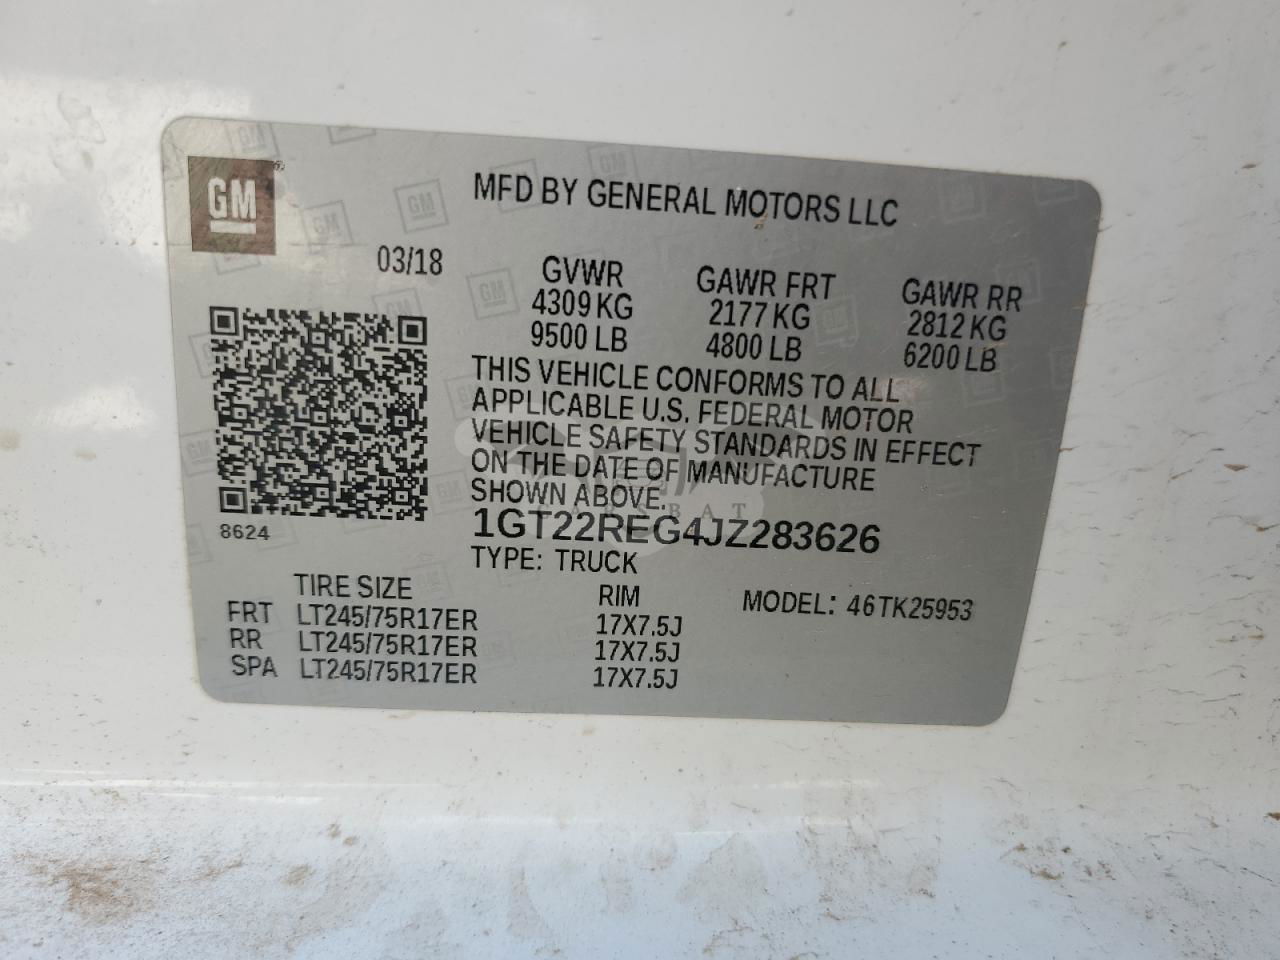 GM
MFD BY GENERAL MOTORS LLC
03/18
GVWR GAWR FRT GAWR RR
4309 KG 2177 KG 2812 KG
9500 LB 4800 LB 6200 LB
THIS VEHICLE CONFORMS TO ALL
APPLICABLE U.S. FEDERAL MOTOR
VEHICLE SAFETY STANDARDS IN EFFECT
ON THE DATE OF MANUFACTURE
SHOWN ABOVE.
CARSBAT
8624
1GT22REG4JZ283626
TYPE: TRUCK
TIRE SIZE RIM MODEL: 46TK25953
FRT LT245/75R17ER 17X7.5J
RR LT245/75R17ER 17X7.5J
SPA LT245/75R17ER 17X7.5J